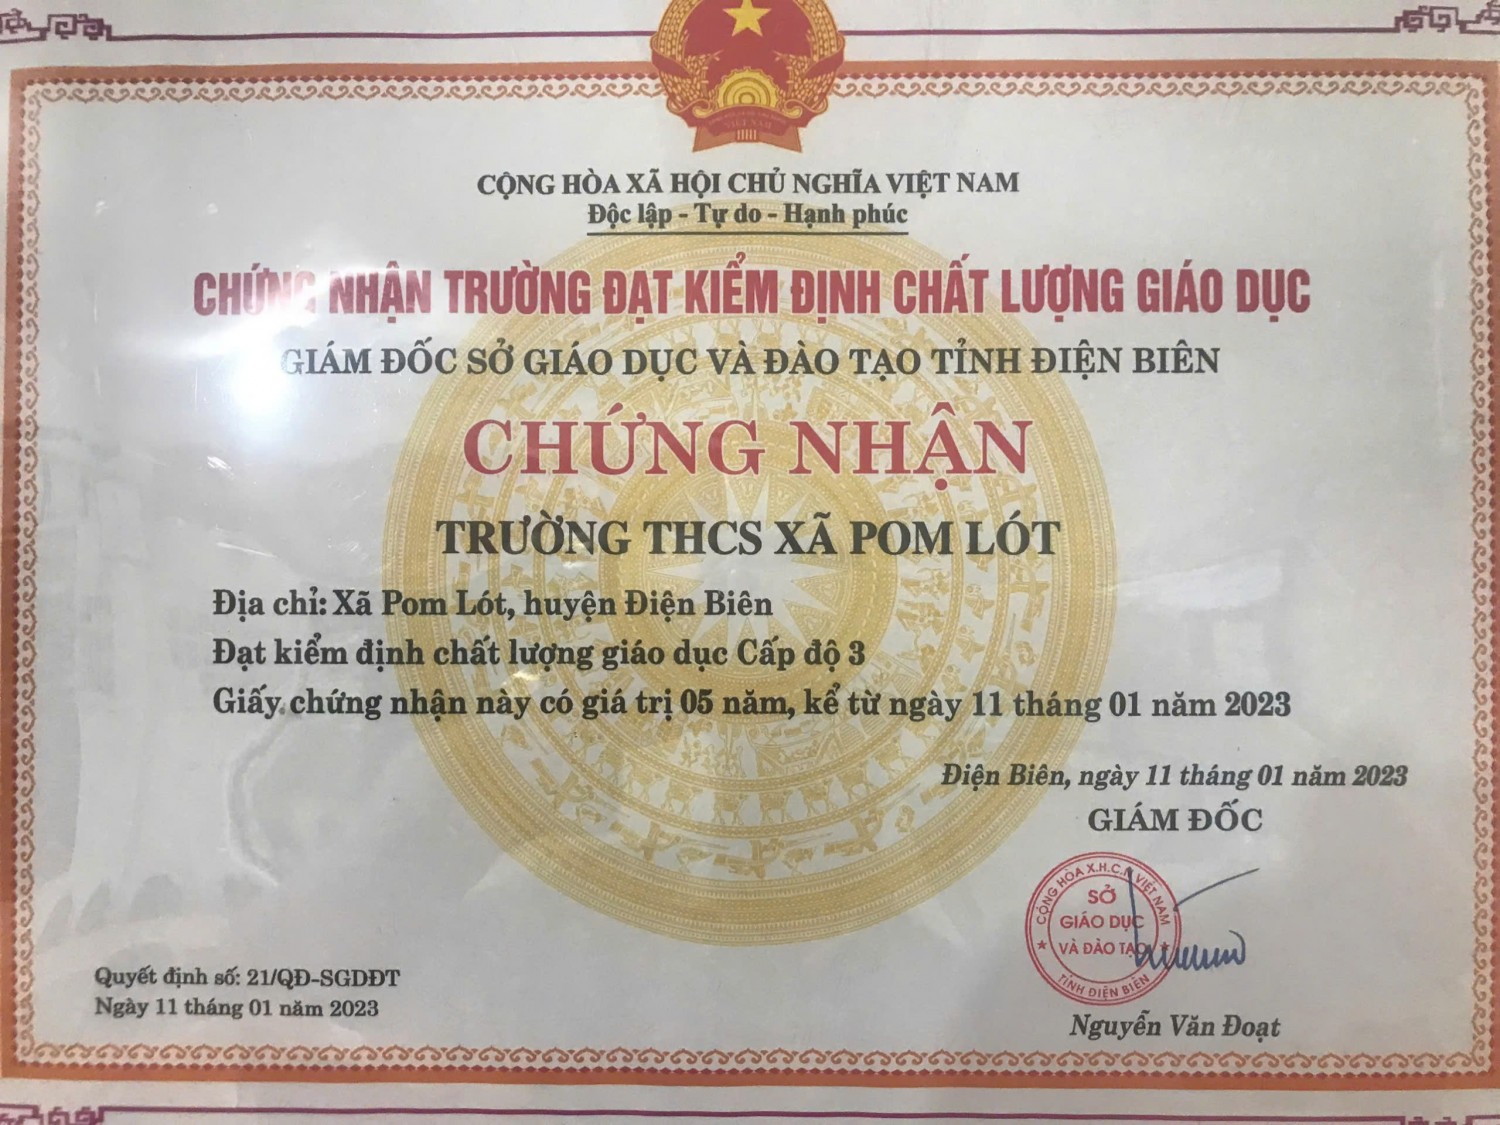 CỘNG HÒA XÃ HỘI CHỦ NGHĨA VIỆT NAM
Độc lập - Tự do - Hạnh phúc
CHỨNG NHẬN TRƯỜNG ĐẠT KIỂM ĐỊNH CHẤT LƯỢNG GIÁO DỤC
GIÁM ĐỐC SỞ GIÁO DỤC VÀ ĐÀO TẠO TỈNH ĐIỆN BIÊN
CHỨNG NHẬN
TRƯỜNG THCS XÃ POM LÓT
Địa chỉ: Xã Pom Lót, huyện Điện Biên
Đạt kiểm định chất lượng giáo dục Cấp độ 3
Giấy chứng nhận này có giá trị 05 năm, kể từ ngày 11 tháng 01 năm 2023
Điện Biên, ngày 11 tháng 01 năm 2023
GIÁM ĐỐC
CỘNG HÒA X.H.C.N VIỆT NAM
SỞ
GIÁO DỤC
VÀ ĐÀO TẠO
TỈNH ĐIỆN BIÊN
Nguyễn Văn Đoạt
Quyết định số: 21/QĐ-SGDĐT
Ngày 11 tháng 01 năm 2023